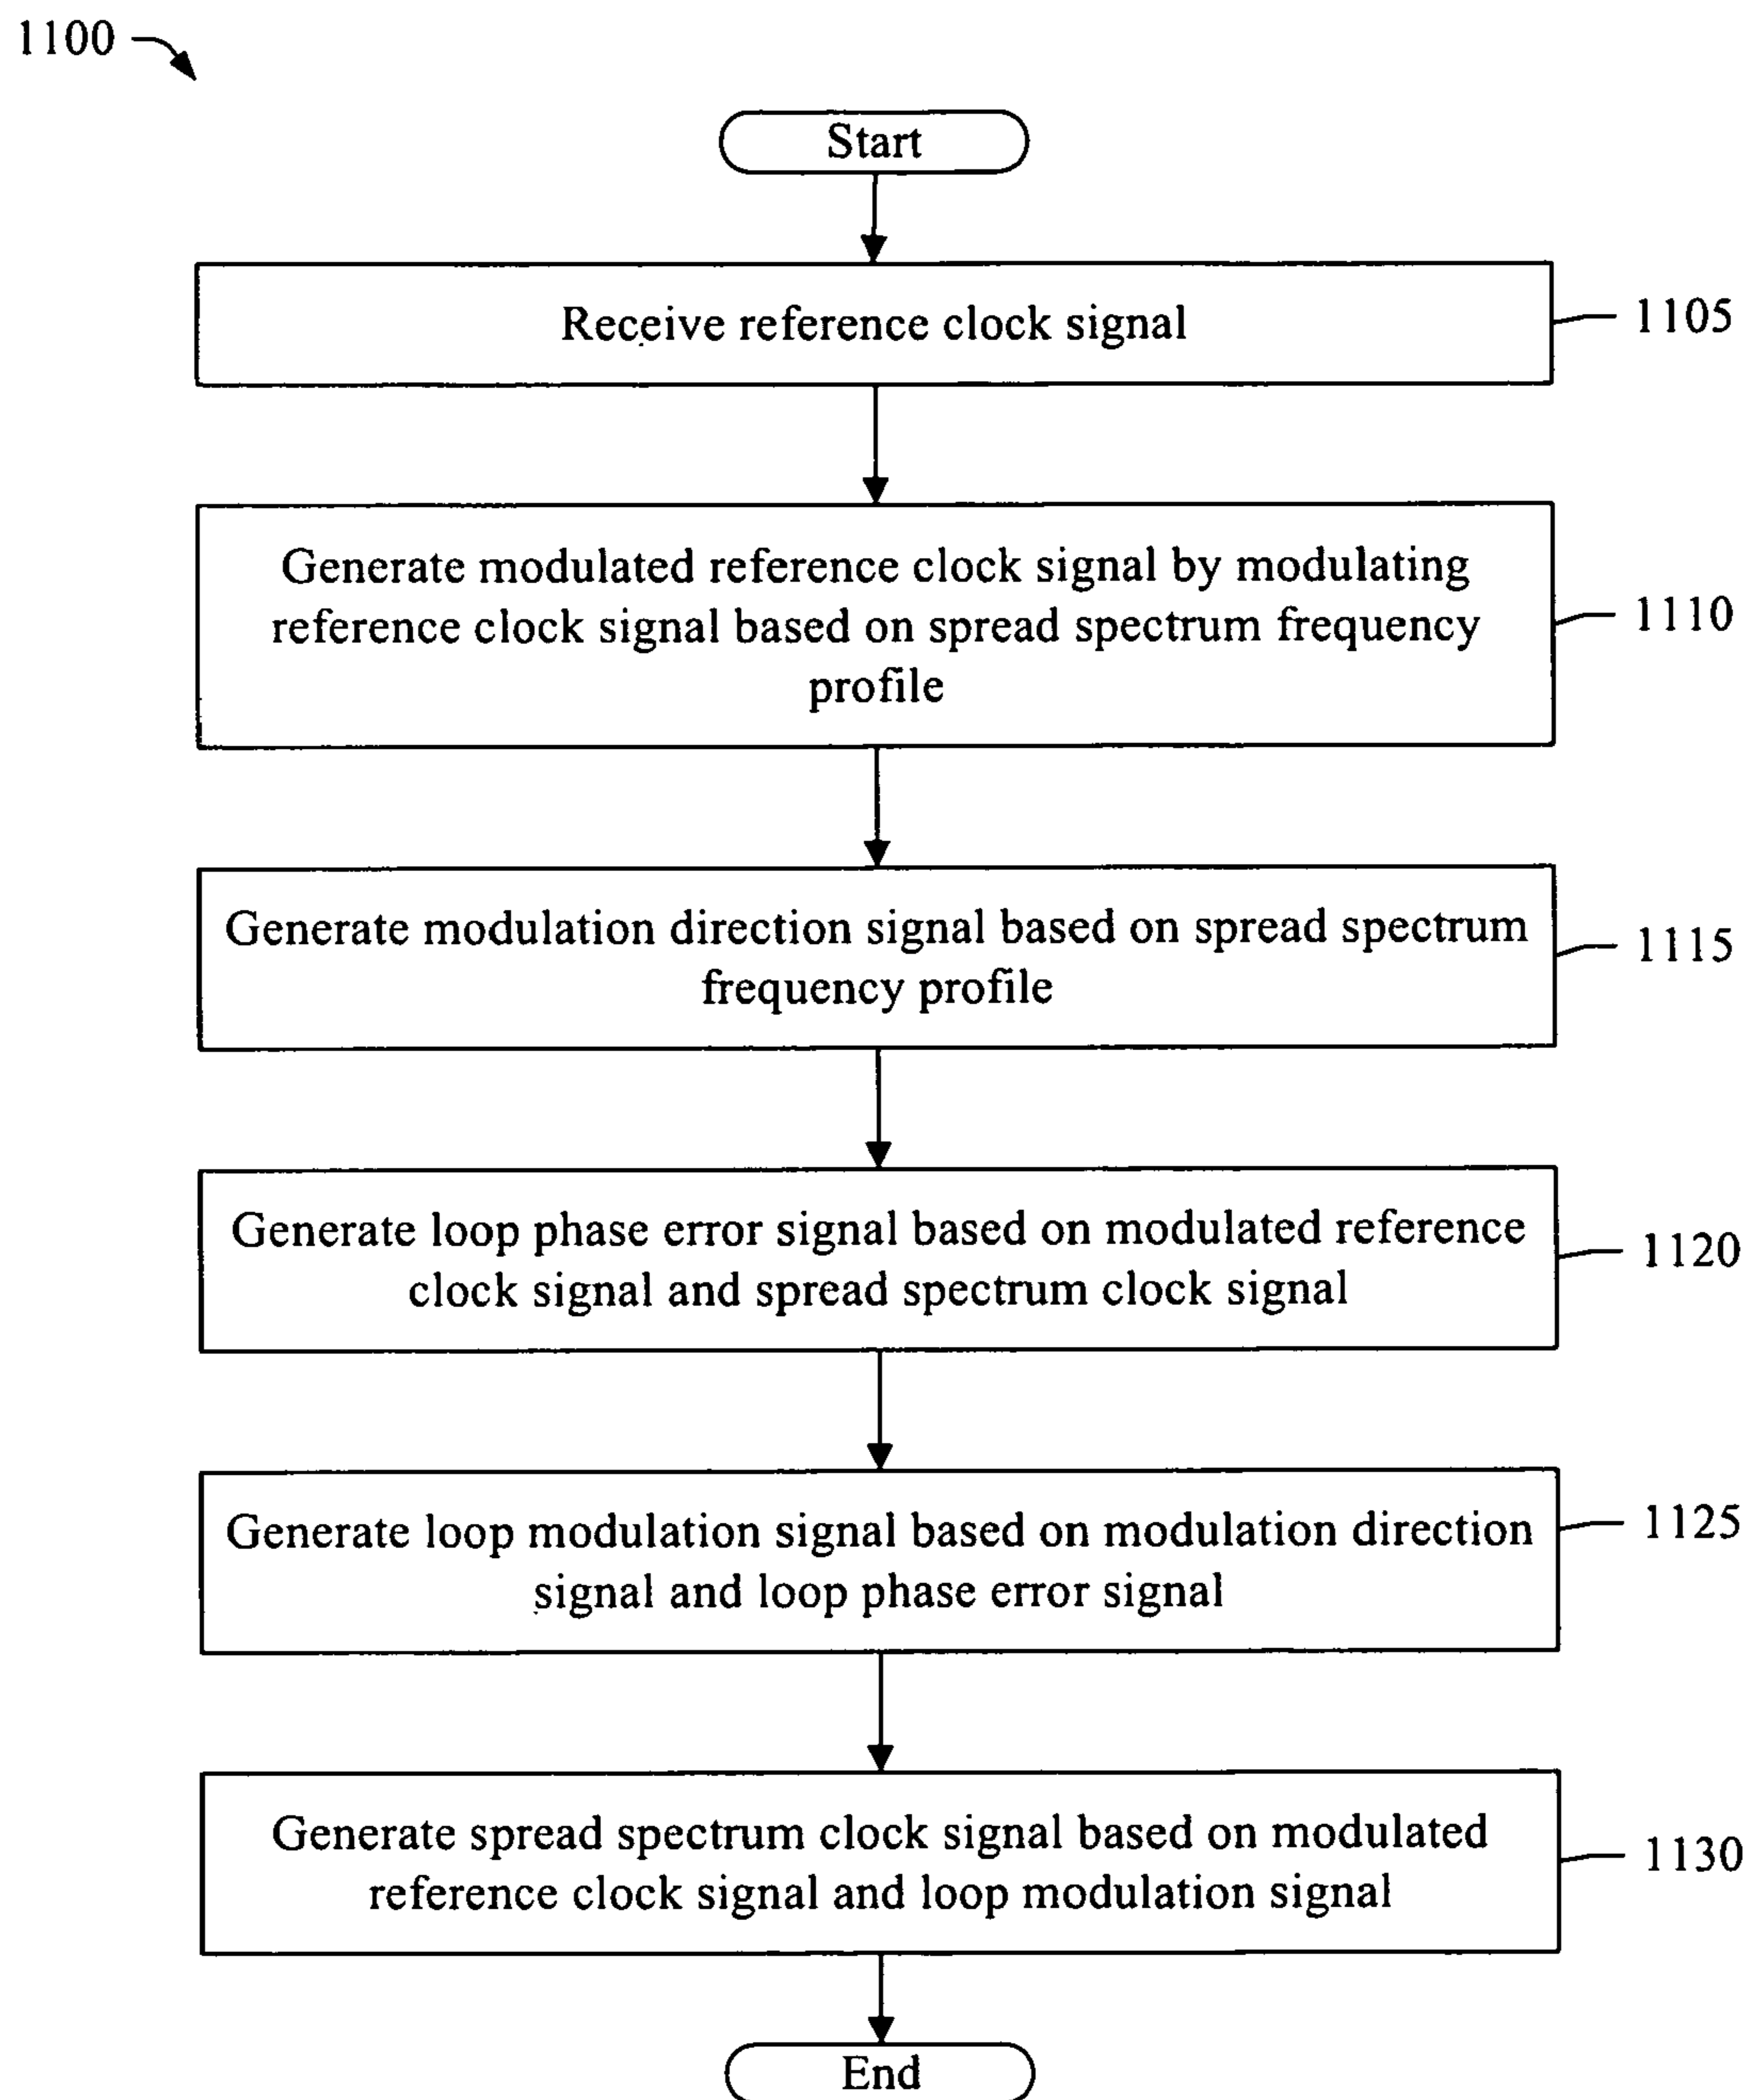 1100
Start
Receive reference clock signal
1105
Generate modulated reference clock signal by modulating
reference clock signal based on spread spectrum frequency
profile
1110
Generate modulation direction signal based on spread spectrum
frequency profile
1115
Generate loop phase error signal based on modulated reference
clock signal and spread spectrum clock signal
1120
Generate loop modulation signal based on modulation direction
signal and loop phase error signal
1125
Generate spread spectrum clock signal based on modulated
reference clock signal and loop modulation signal
1130
End